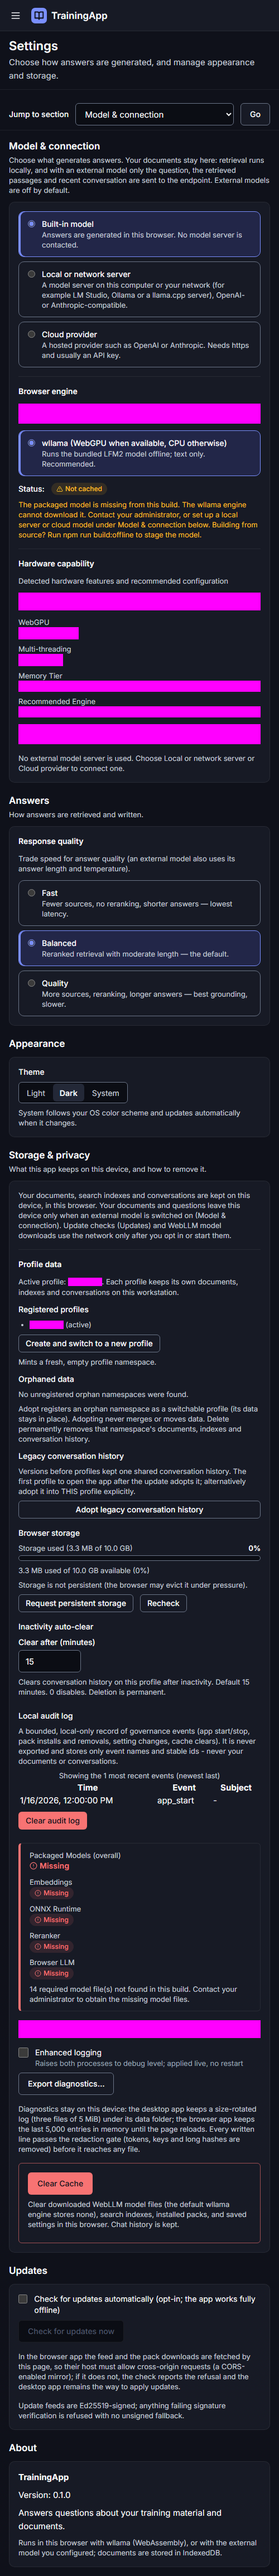 TrainingApp
Settings
Choose how answers are generated, and manage appearance
and storage.
Jump to section
Model & connection
Go
Model & connection
Choose what generates answers. Your documents stay here: retrieval runs
locally, and with an external model only the question, the retrieved
passages and recent conversation are sent to the endpoint. External models
are off by default.
Built-in model
Answers are generated in this browser. No model server is
contacted.
Local or network server
A model server on this computer or your network (for
example LM Studio, Ollama or a llama.cpp server), OpenAI-
or Anthropic-compatible.
Cloud provider
A hosted provider such as OpenAI or Anthropic. Needs https
and usually an API key.
Browser engine
wllama (WebGPU when available, CPU otherwise)
Runs the bundled LFM2 model offline; text only.
Recommended.
Status: Not cached
The packaged model is missing from this build. The wllama engine
cannot download it. Contact your administrator, or set up a local
server or cloud model under Model & connection below. Building from
source? Run npm run build:offline to stage the model.
Hardware capability
Detected hardware features and recommended configuration
WebGPU
Multi-threading
Memory Tier
Recommended Engine
No external model server is used. Choose Local or network server or
Cloud provider to connect one.
Answers
How answers are retrieved and written.
Response quality
Trade speed for answer quality (an external model also uses its
answer length and temperature).
Fast
Fewer sources, no reranking, shorter answers — lowest
latency.
Balanced
Reranked retrieval with moderate length — the default.
Quality
More sources, reranking, longer answers — best grounding,
slower.
Appearance
Theme
Light
Dark
System
System follows your OS color scheme and updates automatically
when it changes.
Storage & privacy
What this app keeps on this device, and how to remove it.
Your documents, search indexes and conversations are kept on this
device, in this browser. Your documents and questions leave this
device only when an external model is switched on (Model &
connection). Update checks (Updates) and WebLLM model
downloads use the network only after you opt in or start them.
Profile data
Active profile: . Each profile keeps its own documents,
indexes and conversations on this workstation.
Registered profiles
• (active)
Create and switch to a new profile
Mints a fresh, empty profile namespace.
Orphaned data
No unregistered orphan namespaces were found.
Adopt registers an orphan namespace as a switchable profile (its data
stays in place). Adopting never merges or moves data. Delete
permanently removes that namespace's documents, indexes and
conversation history.
Legacy conversation history
Versions before profiles kept one shared conversation history. The
first profile to open the app after the update adopts it; alternatively
adopt it into THIS profile explicitly.
Adopt legacy conversation history
Browser storage
Storage used (3.3 MB of 10.0 GB)
0%
3.3 MB used of 10.0 GB available (0%)
Storage is not persistent (the browser may evict it under pressure).
Request persistent storage
Recheck
Inactivity auto-clear
Clear after (minutes)
15
Clears conversation history on this profile after inactivity. Default 15
minutes. 0 disables. Deletion is permanent.
Local audit log
A bounded, local-only record of governance events (app start/stop,
pack installs and removals, setting changes, cache clears). It is never
exported and stores only event names and stable ids - never your
documents or conversations.
Showing the 1 most recent events (newest last)
Time Event Subject
1/16/2026, 12:00:00 PM app_start -
Clear audit log
Packaged Models (overall)
Missing
Embeddings
Missing
ONNX Runtime
Missing
Reranker
Missing
Browser LLM
Missing
14 required model file(s) not found in this build. Contact your
administrator to obtain the missing model files.
Enhanced logging
Raises both processes to debug level; applied live, no restart
Export diagnostics...
Diagnostics stay on this device: the desktop app keeps a size-rotated
log (three files of 5 MiB) under its data folder; the browser app keeps
the last 5,000 entries in memory until the page reloads. Every written
line passes the redaction gate (tokens, keys and long hashes are
removed) before it reaches any file.
Clear Cache
Clear downloaded WebLLM model files (the default wllama
engine stores none), search indexes, installed packs, and saved
settings in this browser. Chat history is kept.
Updates
Check for updates automatically (opt-in; the app works fully
offline)
Check for updates now
In the browser app the feed and the pack downloads are fetched by
this page, so their host must allow cross-origin requests (a CORS-
enabled mirror); if it does not, the check reports the refusal and the
desktop app remains the way to apply updates.
Update feeds are Ed25519-signed; anything failing signature
verification is refused with no unsigned fallback.
About
TrainingApp
Version: 0.1.0
Answers questions about your training material and
documents.
Runs in this browser with wllama (WebAssembly), or with the external
model you configured; documents are stored in IndexedDB.